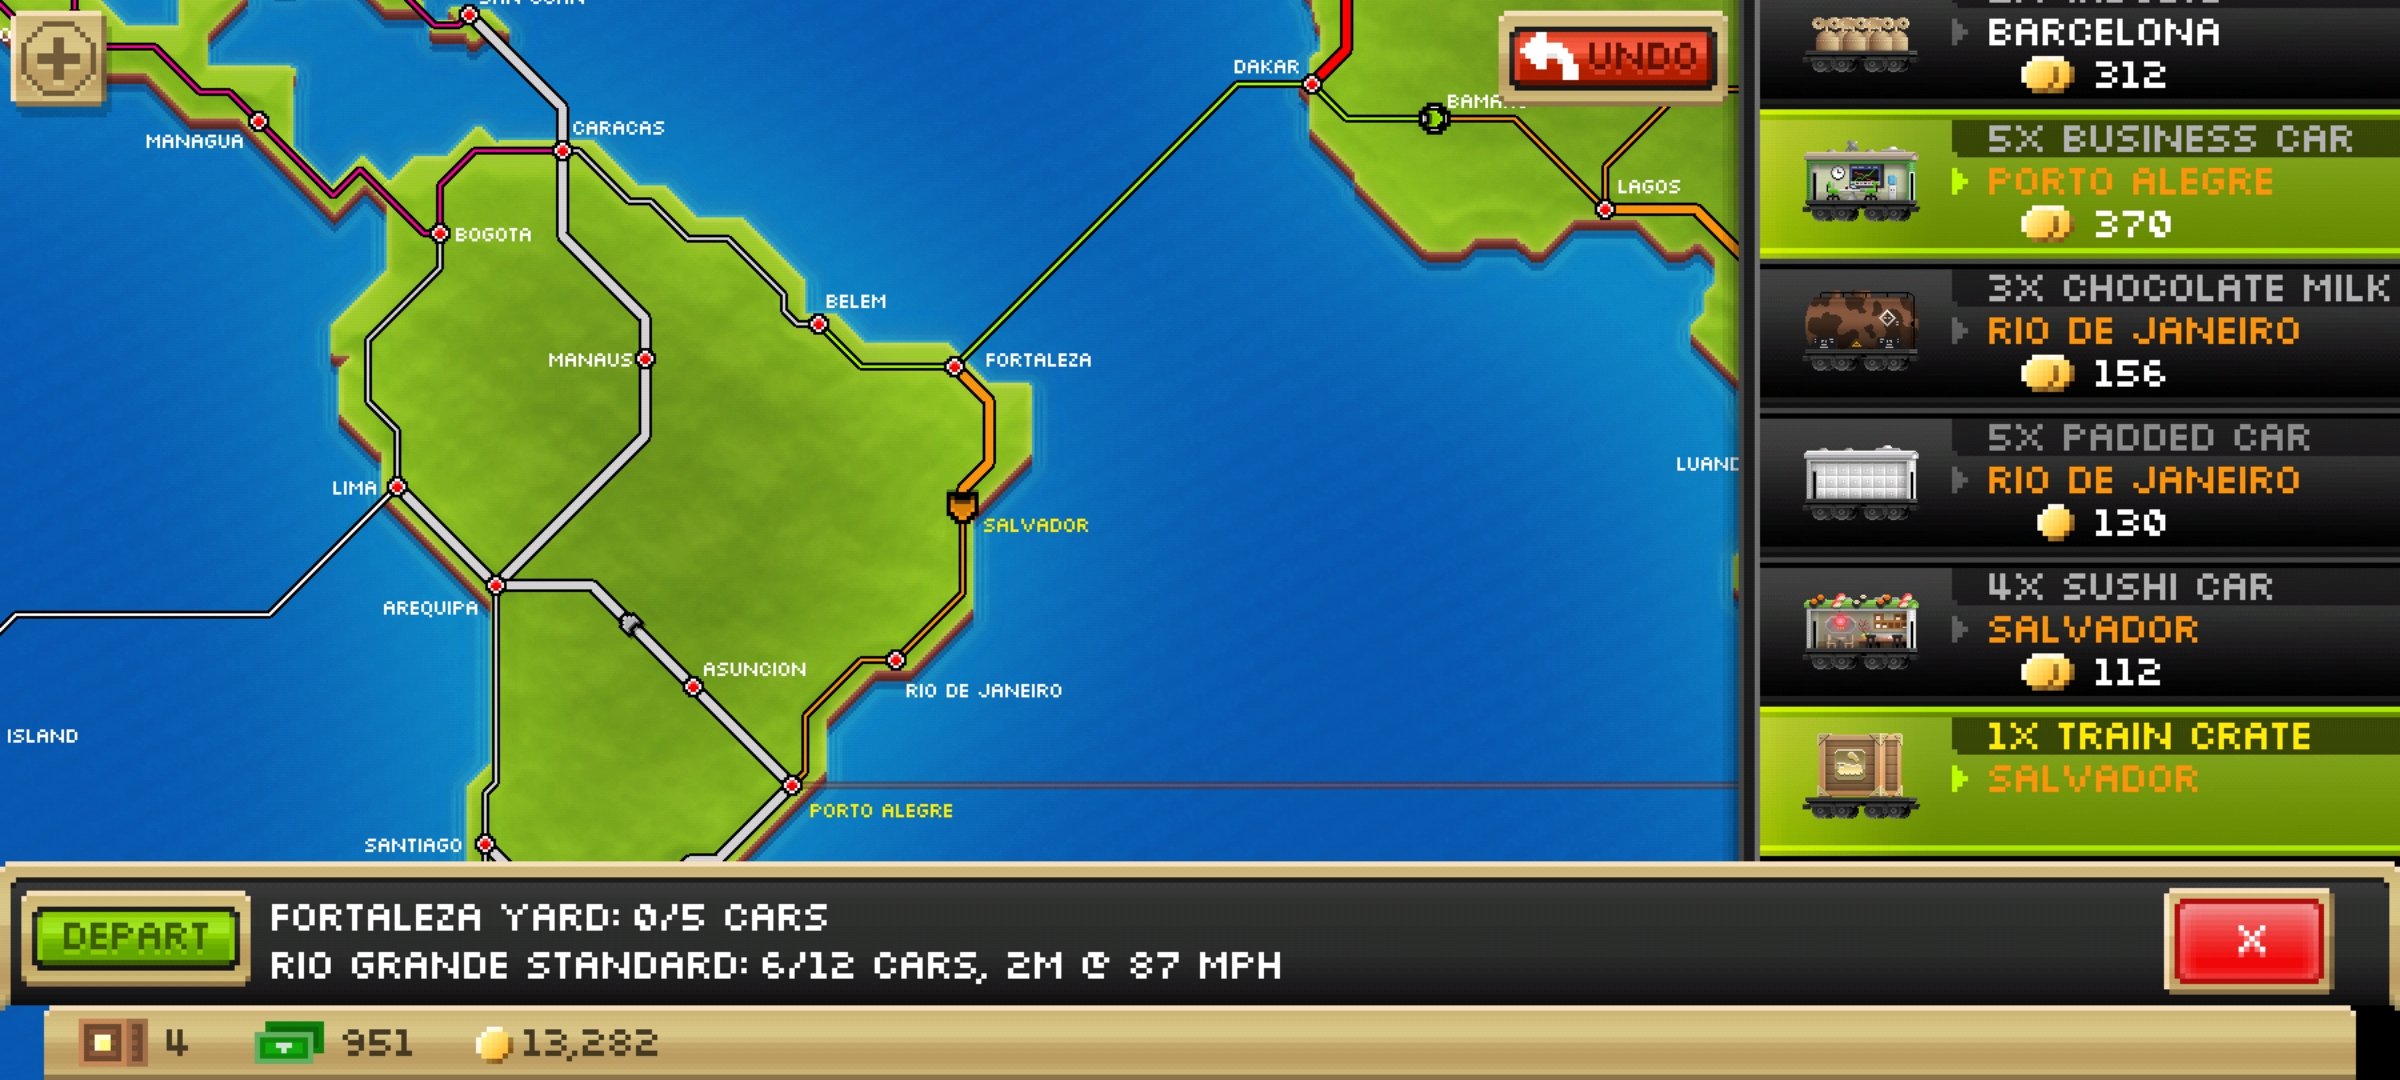 UNDO
DAKAR
MANAGUA
CARACAS
LAGOS
BOGOTA
BELEM
MANAUS
FORTALEZA
LIMA
SALVADOR
AREQUIPA
ASUNCION
RIO DE JANEIRO
ISLAND
PORTO ALEGRE
SANTIAGO
BARCELONA
312
5X BUSINESS CAR
PORTO ALEGRE
370
3X CHOCOLATE MILK
RIO DE JANEIRO
156
5X PADDED CAR
RIO DE JANEIRO
130
4X SUSHI CAR
SALVADOR
112
1X TRAIN CRATE
SALVADOR
DEPART
FORTALEZA YARD: 0/5 CARS
RIO GRANDE STANDARD: 6/12 CARS, 2M @ 87 MPH
X
4
951
13,282